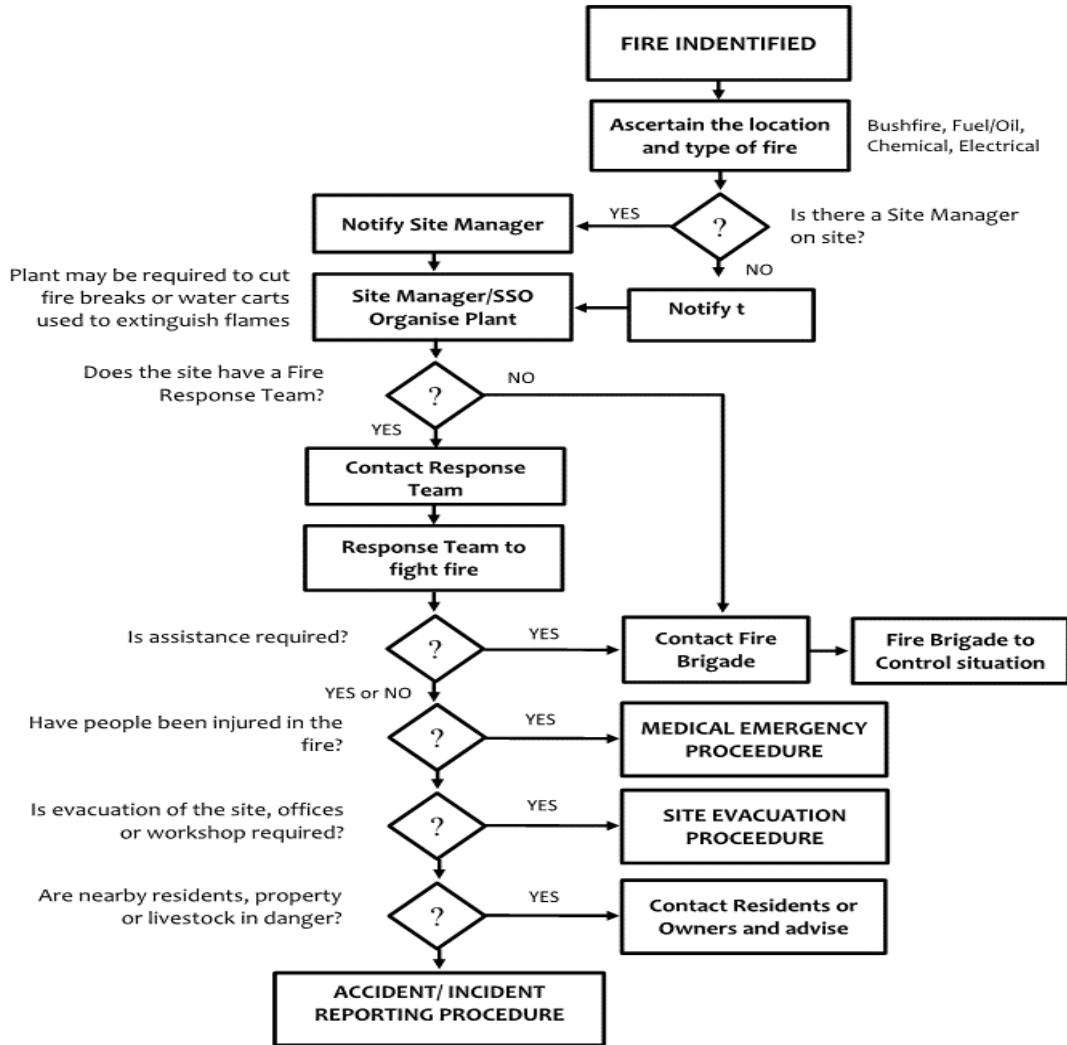 FIRE INDENTIFIED
Ascertain the location
and type of fire
Bushfire, Fuel/Oil,
Chemical, Electrical
Notify Site Manager
YES
?
Is there a Site Manager
on site?
NO
Plant may be required to cut
fire breaks or water carts
used to extinguish flames
Site Manager/SSO
Organise Plant
Notify t
Does the site have a Fire
Response Team?
?
NO
YES
Contact Response
Team
Response Team to
fight fire
Is assistance required?
?
YES
Contact Fire
Brigade
Fire Brigade to
Control situation
YES or NO
Have people been injured in the
fire?
?
YES
MEDICAL EMERGENCY
PROCEEDURE
Is evacuation of the site, offices
or workshop required?
?
YES
SITE EVACUATION
PROCEEDURE
Are nearby residents, property
or livestock in danger?
?
YES
Contact Residents or
Owners and advise
ACCIDENT/ INCIDENT
REPORTING PROCEDURE